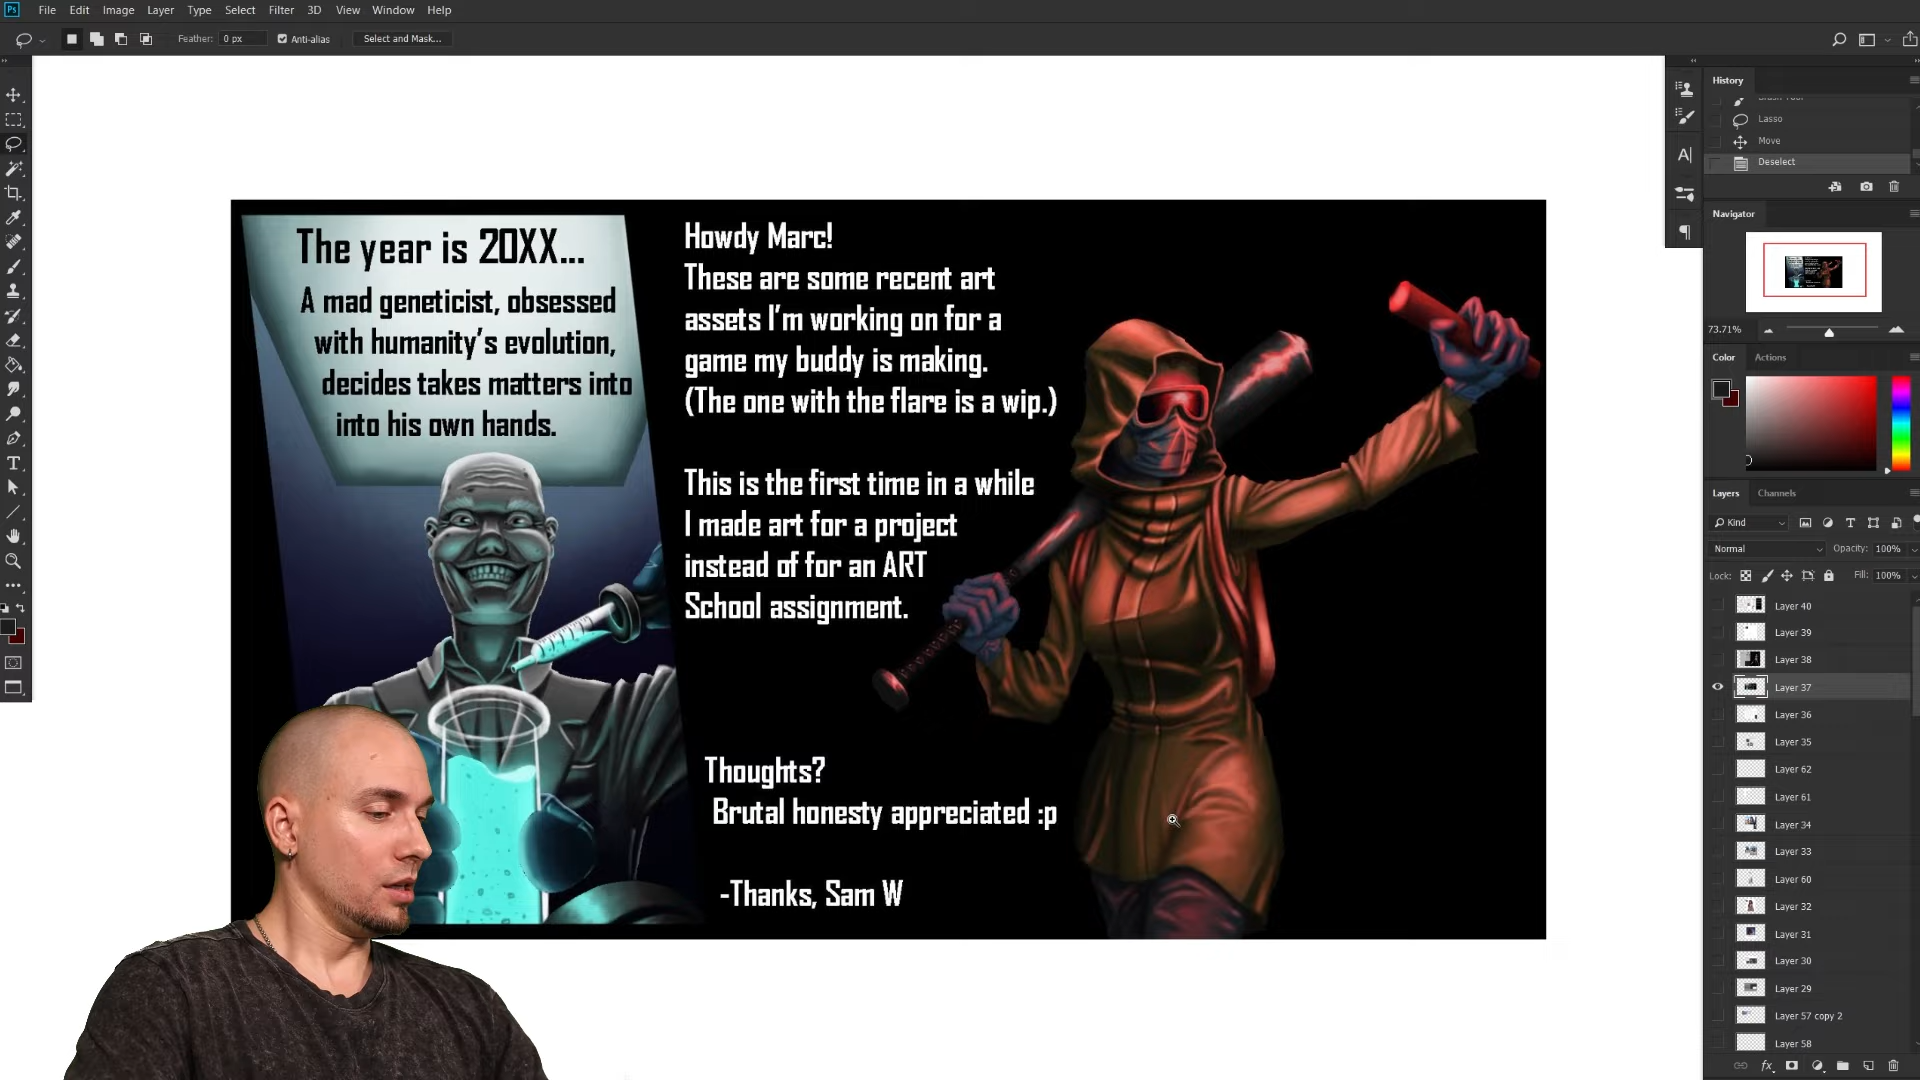 File Edit Image Layer Type Select Filter 3D View Window Help
Feather: 0 px Anti-alias Select and Mask...
The year is 20XX...
A mad geneticist, obsessed
with humanity's evolution,
decides takes matters into
into his own hands.
Howdy Marc!
These are some recent art
assets I'm working on for a
game my buddy is making.
(The one with the flare is a wip.)
This is the first time in a while
I made art for a project
instead of for an ART
School assignment.
Thoughts?
Brutal honesty appreciated :p
-Thanks, Sam W
History
Lasso
Move
Deselect
Navigator
73.71%
Color Actions
Layers Channels
Kind
Normal Opacity: 100%
Lock: Fill: 100%
Layer 40
Layer 39
Layer 38
Layer 37
Layer 36
Layer 35
Layer 62
Layer 61
Layer 34
Layer 33
Layer 60
Layer 32
Layer 31
Layer 30
Layer 29
Layer 57 copy 2
Layer 58